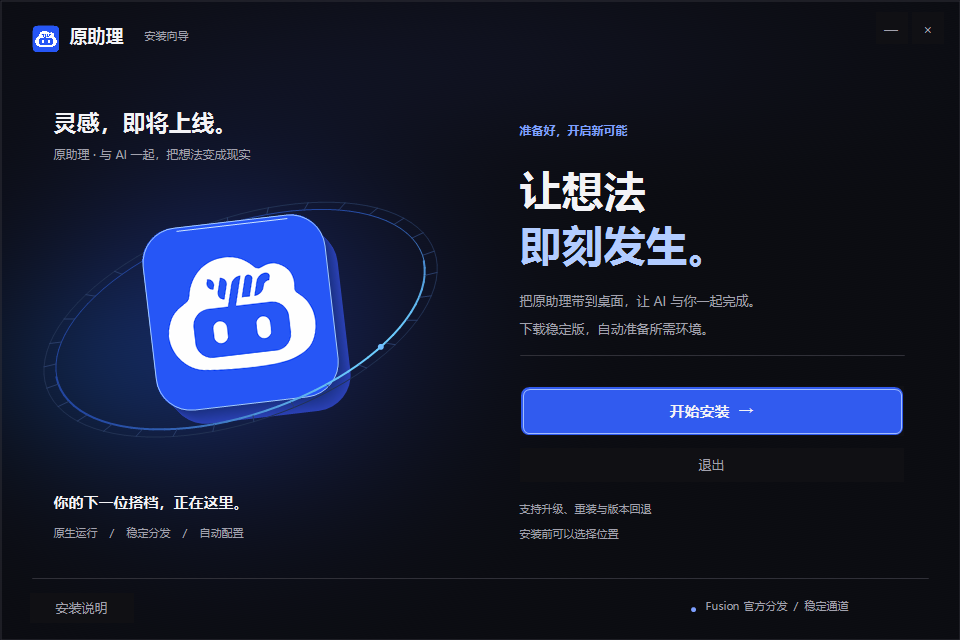 原助理 安装向导
— ×
灵感，即将上线。
原助理 · 与 AI 一起，把想法变成现实
你的下一位搭档，正在这里。
原生运行 / 稳定分发 / 自动配置
准备好，开启新可能
让想法
即刻发生。
把原助理带到桌面，让 AI 与你一起完成。
下载稳定版，自动准备所需环境。
开始安装 →
退出
支持升级、重装与版本回退
安装前可以选择位置
安装说明
Fusion 官方分发 / 稳定通道